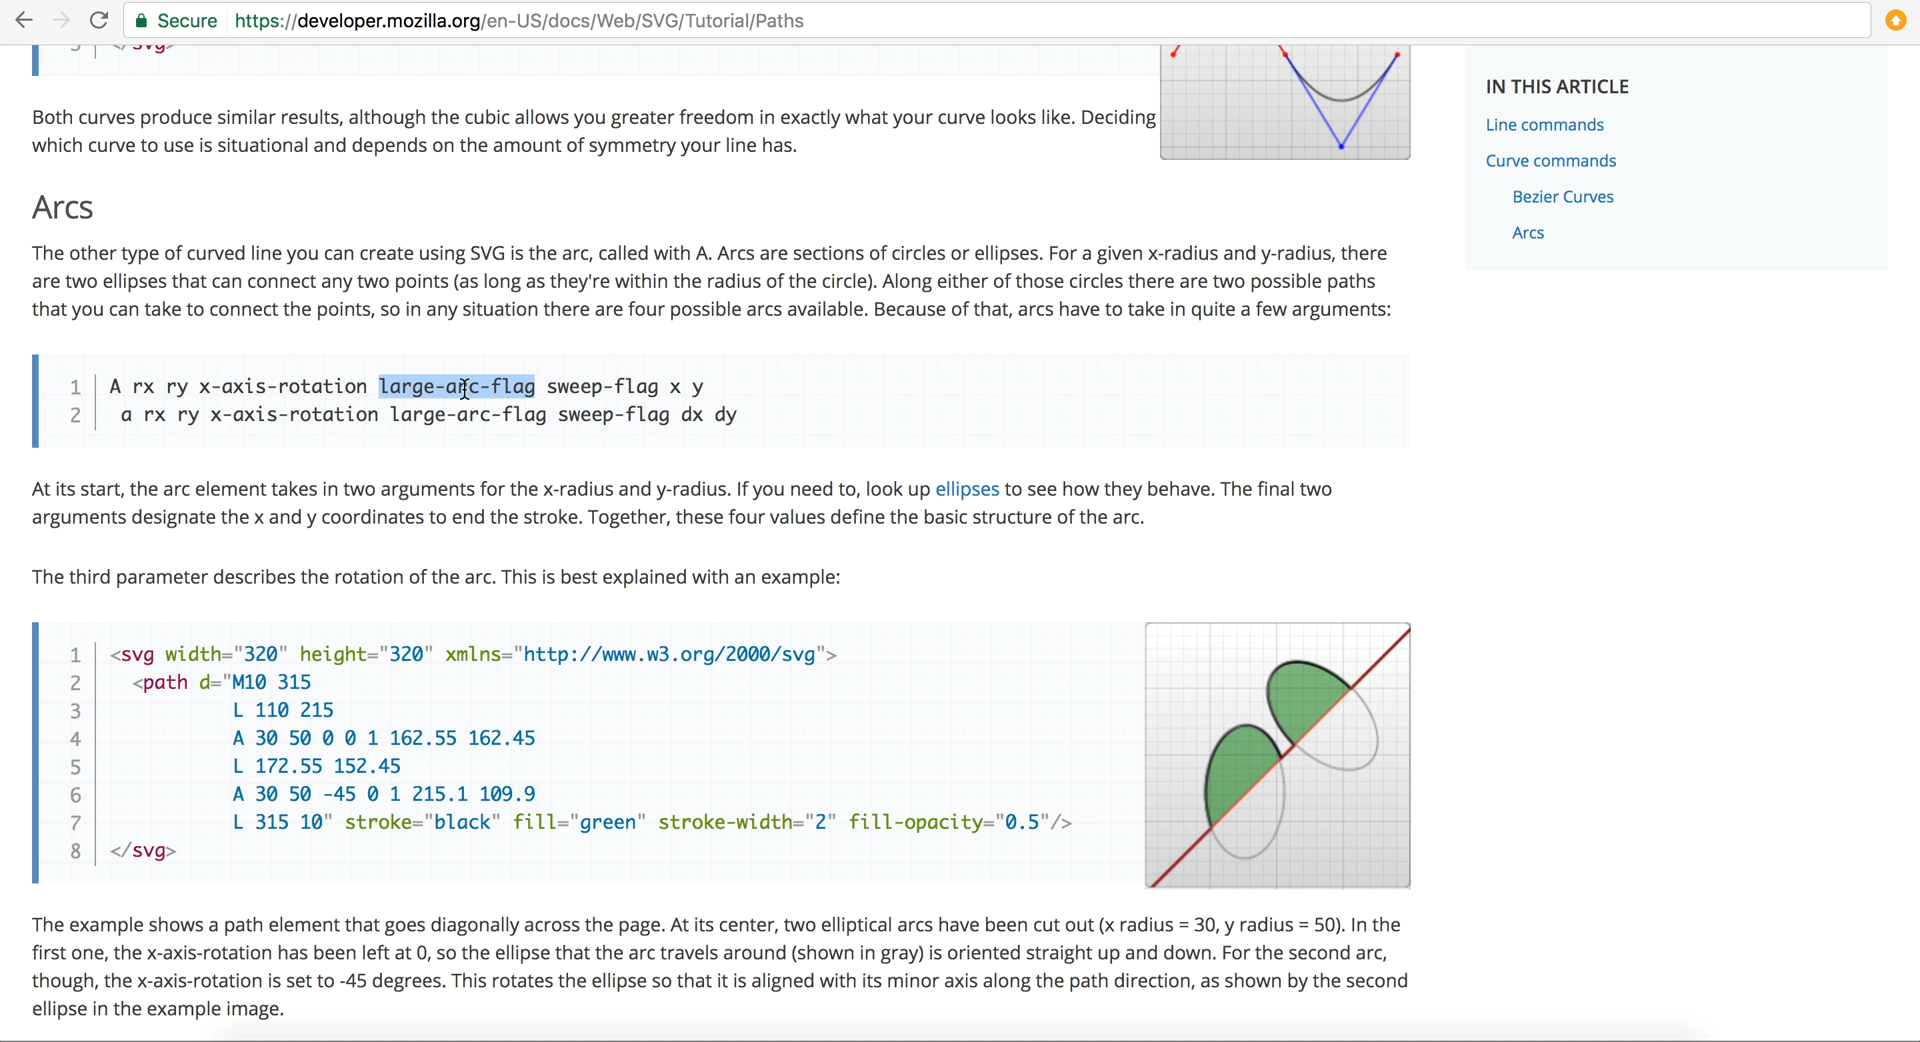 Secure https://developer.mozilla.org/en-US/docs/Web/SVG/Tutorial/Paths
Both curves produce similar results, although the cubic allows you greater freedom in exactly what your curve looks like. Deciding
which curve to use is situational and depends on the amount of symmetry your line has.
Arcs
The other type of curved line you can create using SVG is the arc, called with A. Arcs are sections of circles or ellipses. For a given x-radius and y-radius, there
are two ellipses that can connect any two points (as long as they're within the radius of the circle). Along either of those circles there are two possible paths
that you can take to connect the points, so in any situation there are four possible arcs available. Because of that, arcs have to take in quite a few arguments:
1 A rx ry x-axis-rotation large-arc-flag sweep-flag x y
2 a rx ry x-axis-rotation large-arc-flag sweep-flag dx dy
At its start, the arc element takes in two arguments for the x-radius and y-radius. If you need to, look up ellipses to see how they behave. The final two
arguments designate the x and y coordinates to end the stroke. Together, these four values define the basic structure of the arc.
The third parameter describes the rotation of the arc. This is best explained with an example:
1 <svg width="320" height="320" xmlns="http://www.w3.org/2000/svg">
2 <path d="M10 315
3 L 110 215
4 A 30 50 0 0 1 162.55 162.45
5 L 172.55 152.45
6 A 30 50 -45 0 1 215.1 109.9
7 L 315 10" stroke="black" fill="green" stroke-width="2" fill-opacity="0.5"/>
8 </svg>
The example shows a path element that goes diagonally across the page. At its center, two elliptical arcs have been cut out (x radius = 30, y radius = 50). In the
first one, the x-axis-rotation has been left at 0, so the ellipse that the arc travels around (shown in gray) is oriented straight up and down. For the second arc,
though, the x-axis-rotation is set to -45 degrees. This rotates the ellipse so that it is aligned with its minor axis along the path direction, as shown by the second
ellipse in the example image.
IN THIS ARTICLE
Line commands
Curve commands
Bezier Curves
Arcs